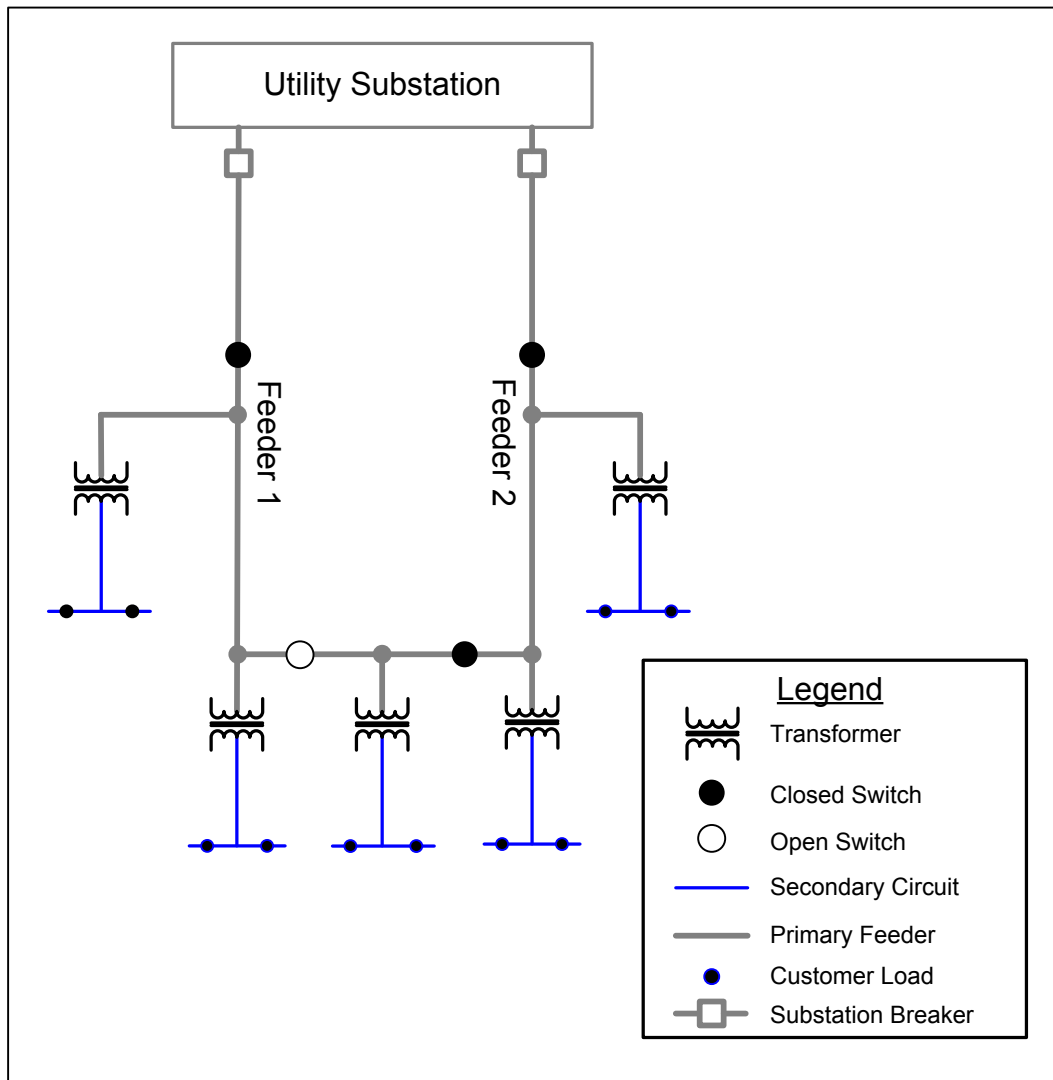 Utility Substation
Feeder 1
Feeder 2
Legend
Transformer
Closed Switch
Open Switch
Secondary Circuit
Primary Feeder
Customer Load
Substation Breaker